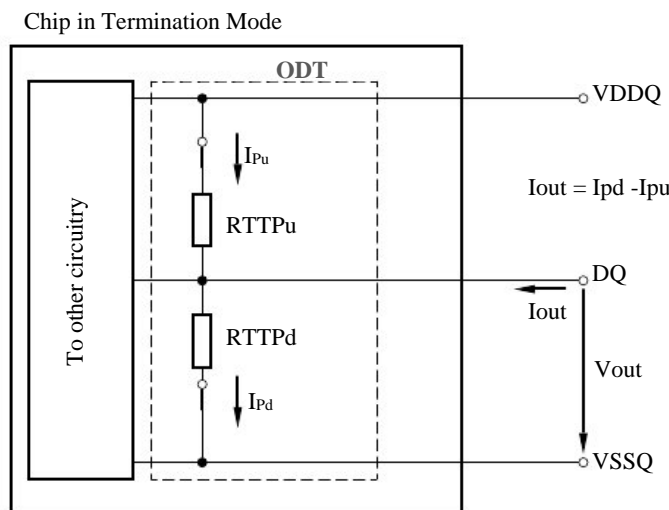 Chip in Termination Mode
ODT
VDDQ
IPu
Iout = Ipd -Ipu
RTTPu
To other circuitry
DQ
Iout
RTTPd
Vout
IPd
VSSQ